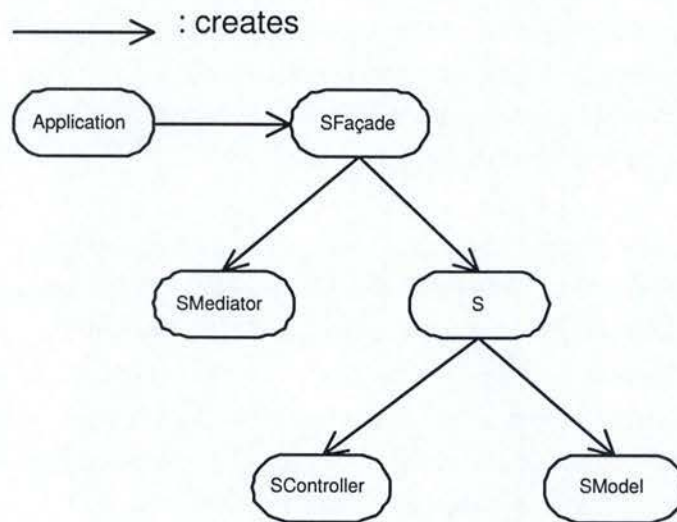 : creates
Application
SFaçade
SMediator
S
SController
SModel